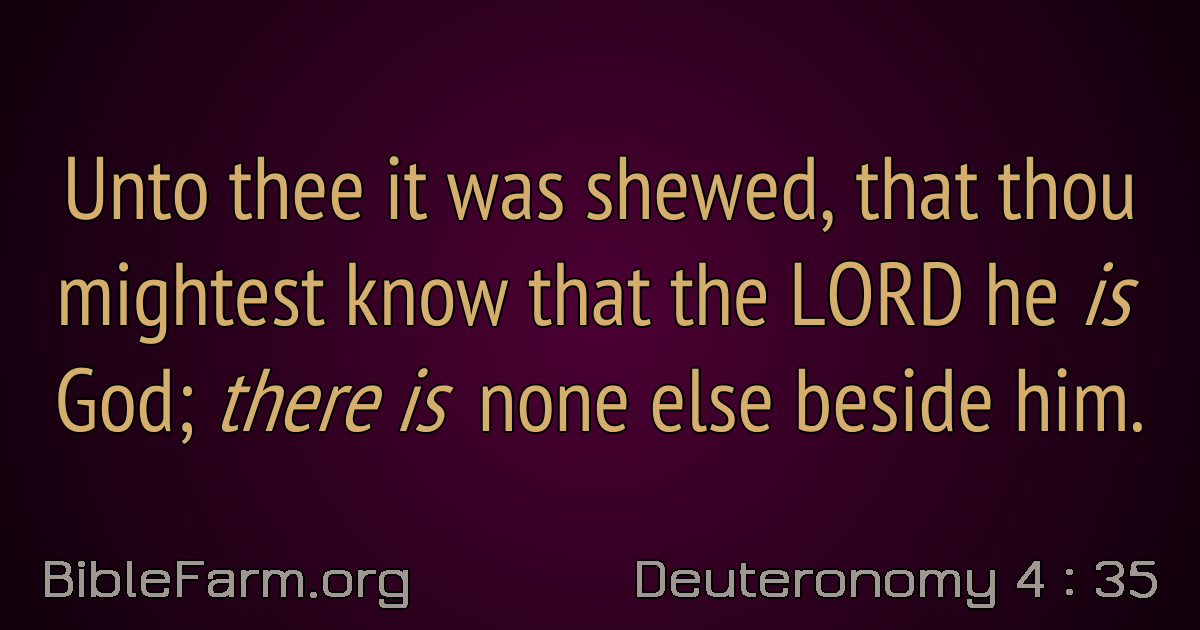 Unto thee it was shewed, that thou
mightest know that the LORD he is
God; there is none else beside him.
BibleFarm.org
Deuteronomy 4 : 35